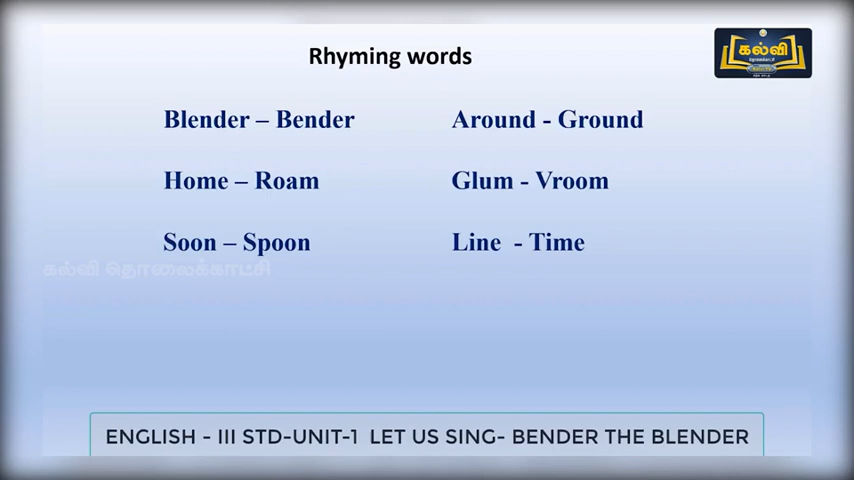 Rhyming words
கல்வி
தொலைக்காட்சி
Blender – Bender
Around - Ground
Home – Roam
Glum - Vroom
Soon – Spoon
Line - Time
கல்வி தொலைக்காட்சி
ENGLISH - III STD-UNIT-1 LET US SING- BENDER THE BLENDER